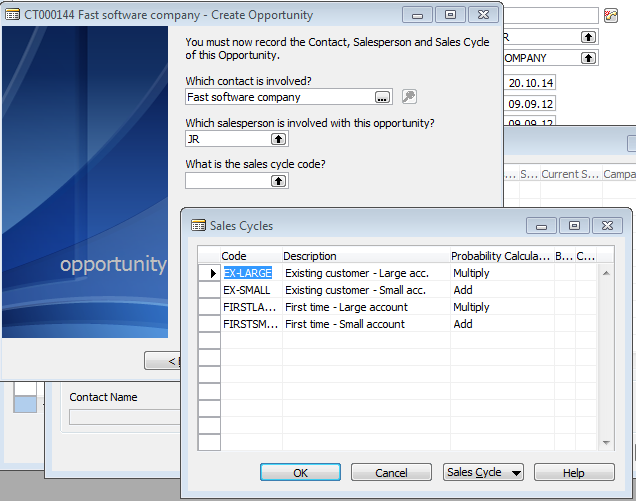 CT000144 Fast software company - Create Opportunity
You must now record the Contact, Salesperson and Sales Cycle
of this Opportunity.
Which contact is involved?
Fast software company
...
Which salesperson is involved with this opportunity?
JR
What is the sales cycle code?
opportunity
<
R
OMPANY
20.10.14
09.09.12
09.09.12
... S... Current S... Campa
Contact Name
Sales Cycles
Code Description Probability Calcula... B... C...
EX-LARGE Existing customer - Large acc. Multiply
EX-SMALL Existing customer - Small acc. Add
FIRSTLA... First time - Large account Multiply
FIRSTSM... First time - Small account Add
OK Cancel Sales Cycle Help